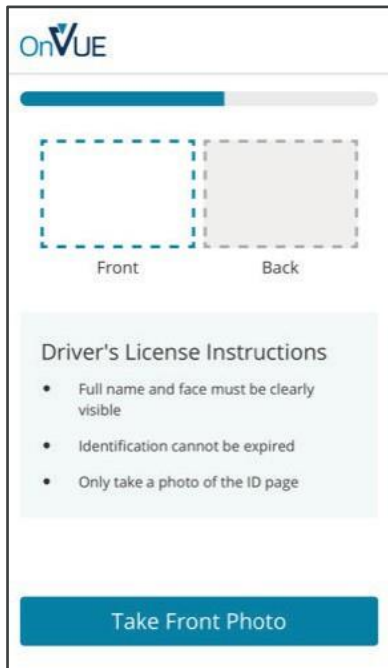 OnVUE
Front
Back
Driver's License Instructions
• Full name and face must be clearly
visible
• Identification cannot be expired
• Only take a photo of the ID page
Take Front Photo